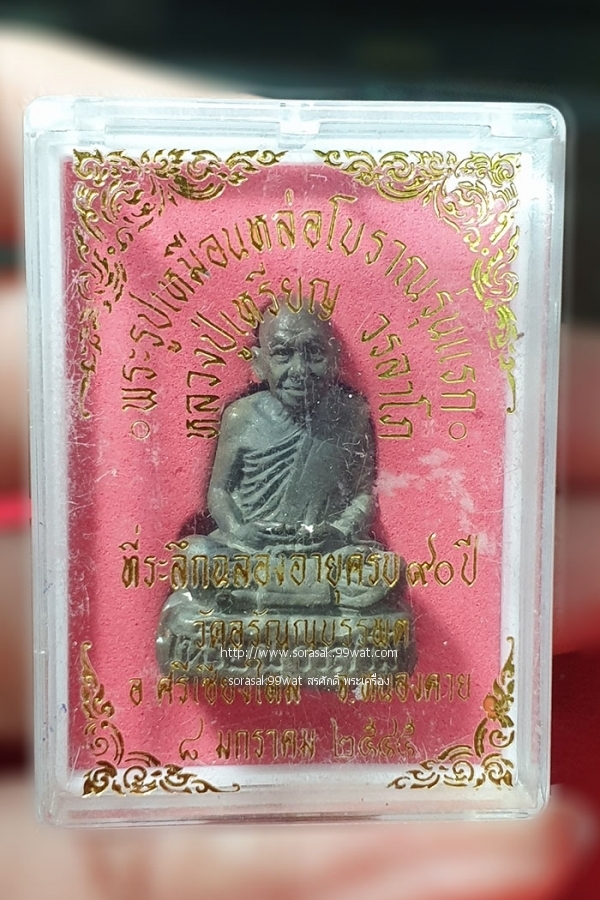 พระรูปเหมือนหล่อโบราณรุ่นแรก
หลวงปู่เหรียญ วรลาโภ
ที่ระลึกฉลองอายุครบ ๙๐ ปี
วัดอรัญญบรรพต
http://www.sorasak.99wat.com
sorasak.99wat สรศักดิ์ พระเครื่อง
อ.ศรีเชียงใหม่ จ.หนองคาย
๘ มกราคม ๒๕๔๕